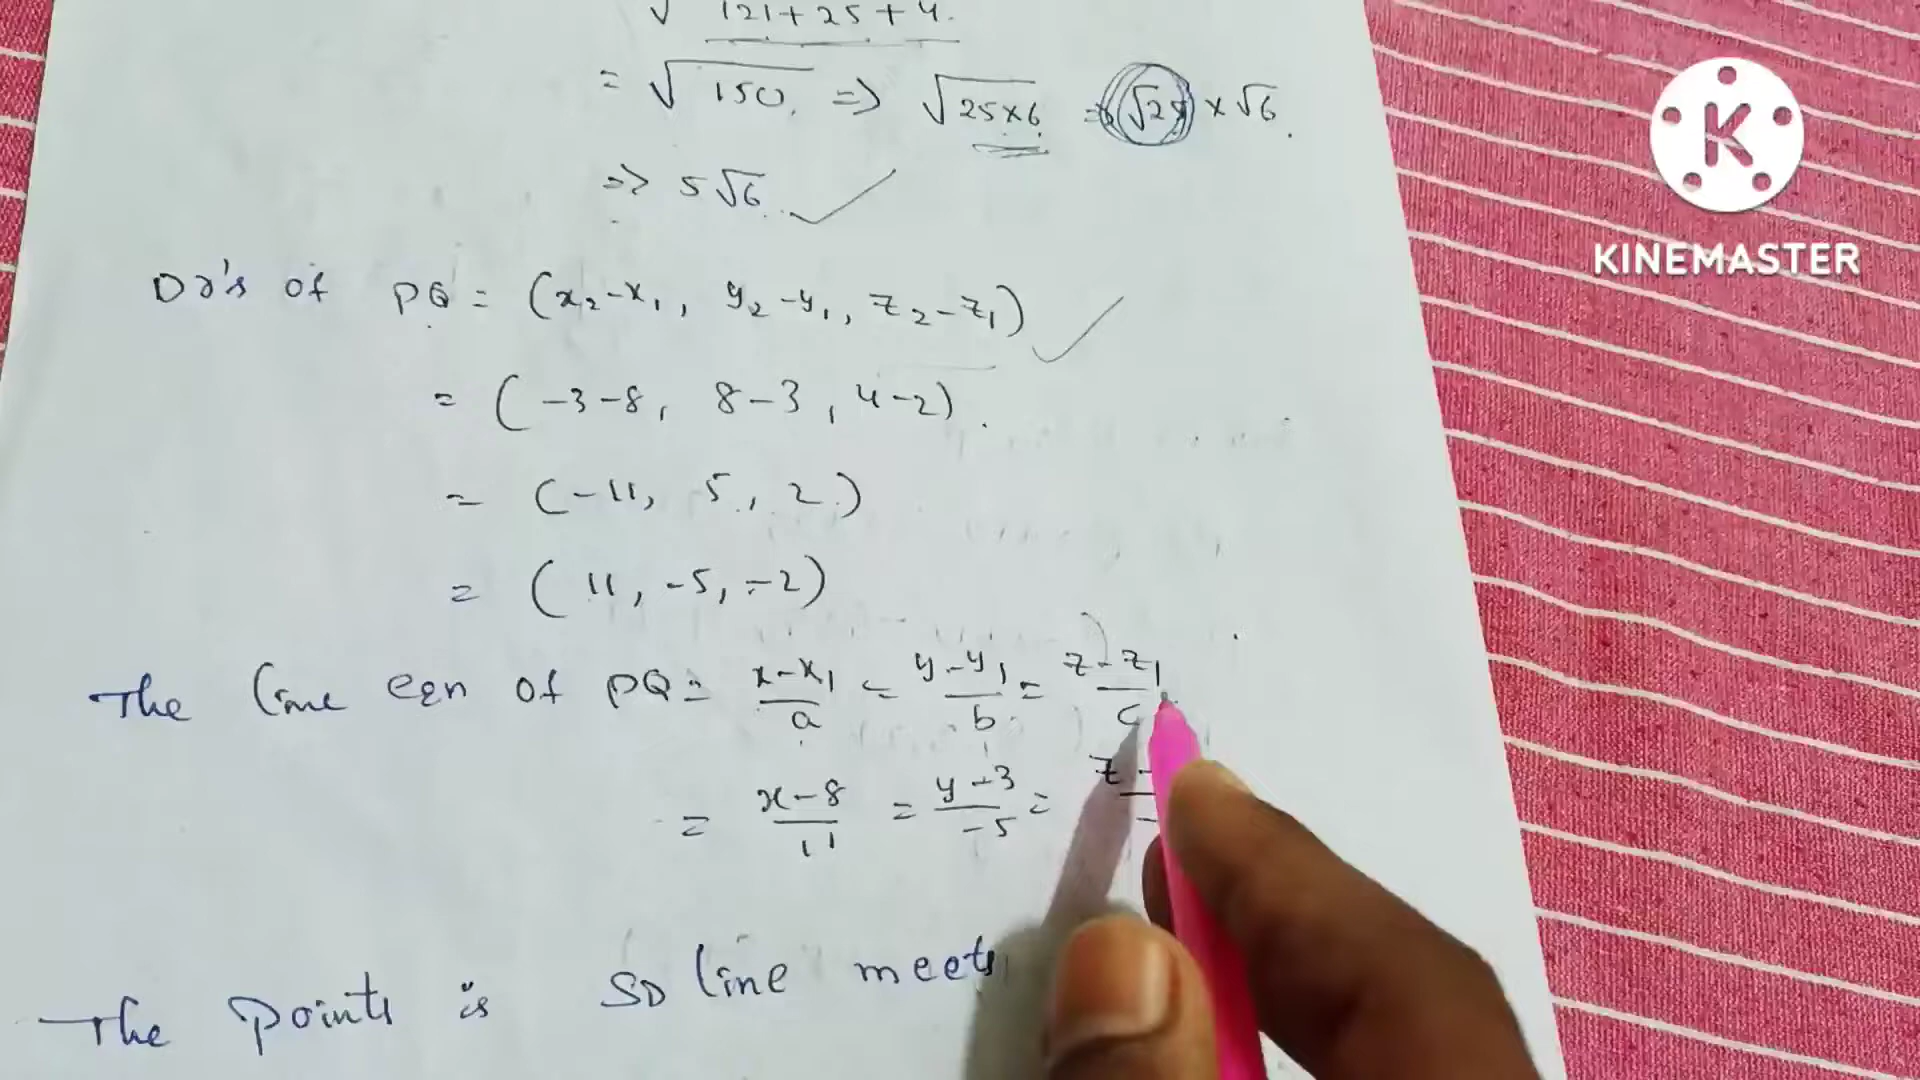 √121+25+4.
= √150. => √25×6 => √25 × √6.
=> 5√6.
KINEMASTER
Dr's of PQ = (x₂-x₁, y₂-y₁, z₂-z₁)
= (-3-8, 8-3, 4-2).
= (-11, 5, 2)
= (11, -5, -2)
The line eqn of PQ = x-x₁/a = y-y₁/b = z-z₁/c
= x-8/11 = y-3/-5 = z-
The points is SD line meets